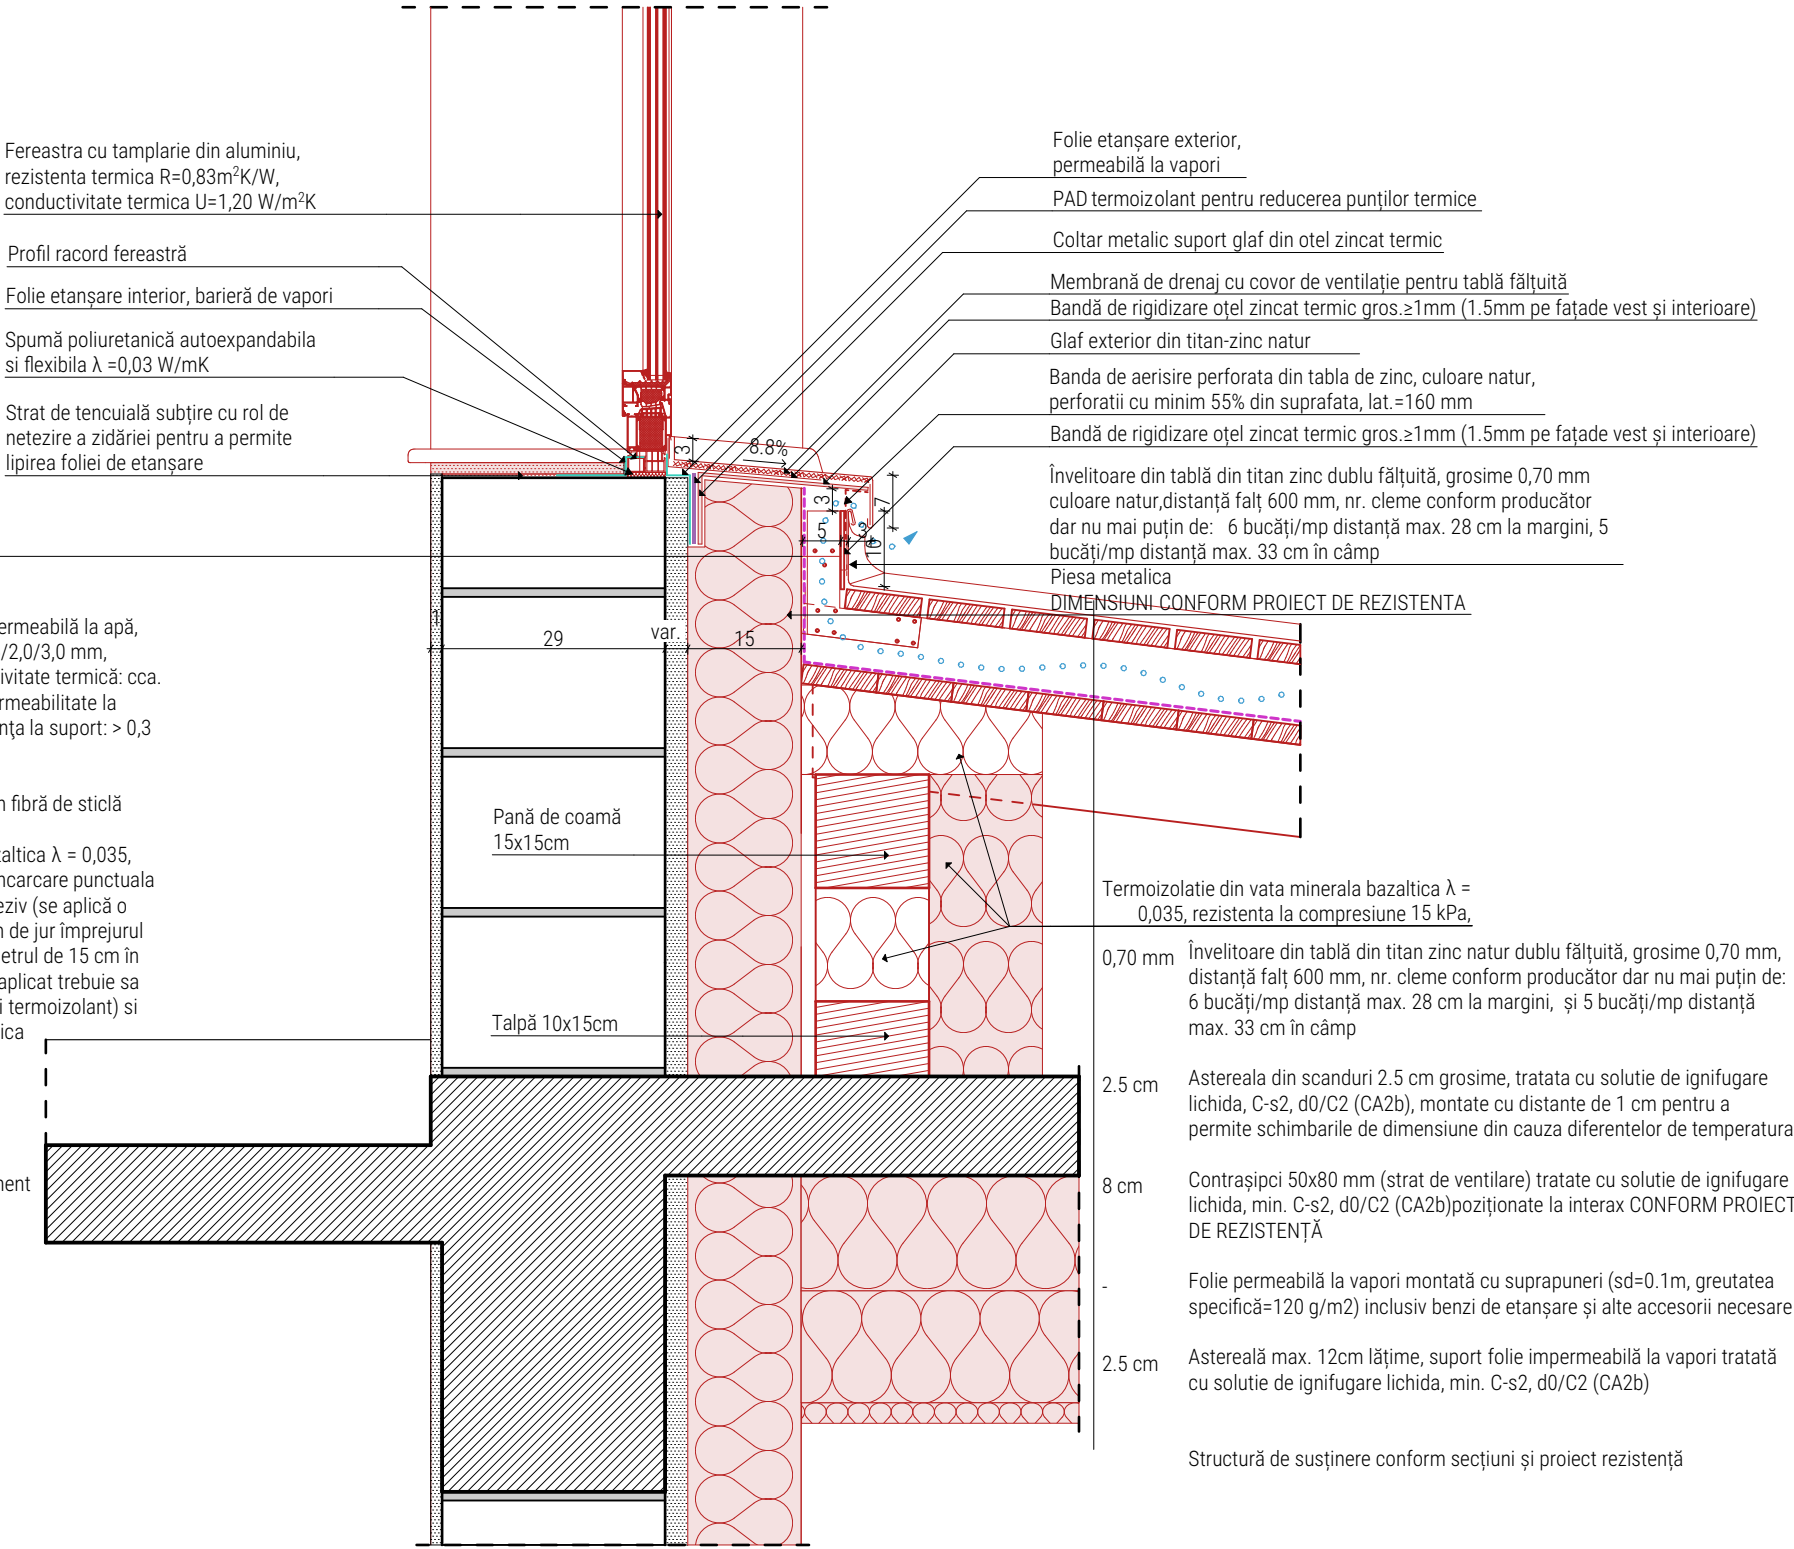 Fereastra cu tamplarie din aluminiu,
rezistenta termica R=0,83m²K/W,
conductivitate termica U=1,20 W/m²K
Profil racord fereastră
Folie etanșare interior, barieră de vapori
Spumă poliuretanică autoexpandabila
si flexibila λ =0,03 W/mK
Strat de tencuială subțire cu rol de
netezire a zidăriei pentru a permite
lipirea foliei de etanșare
ermeabilă la apă,
/2,0/3,0 mm,
ivitate termică: cca.
rmeabilitate la
nța la suport: > 0,3
n fibră de sticlă
zaltica λ = 0,035,
ncarcare punctuala
eziv (se aplică o
n de jur împrejurul
etrul de 15 cm în
aplicat trebuie sa
i termoizolant) si
ica
nent
Folie etanșare exterior,
permeabilă la vapori
PAD termoizolant pentru reducerea punților termice
Coltar metalic suport glaf din otel zincat termic
Membrană de drenaj cu covor de ventilație pentru tablă fălțuită
Bandă de rigidizare oțel zincat termic gros.≥1mm (1.5mm pe fațade vest și interioare)
Glaf exterior din titan-zinc natur
Banda de aerisire perforata din tabla de zinc, culoare natur,
perforatii cu minim 55% din suprafata, lat.=160 mm
Bandă de rigidizare oțel zincat termic gros.≥1mm (1.5mm pe fațade vest și interioare)
Învelitoare din tablă din titan zinc dublu fălțuită, grosime 0,70 mm
culoare natur,distanță falț 600 mm, nr. cleme conform producător
dar nu mai puțin de: 6 bucăți/mp distanță max. 28 cm la margini, 5
bucăți/mp distanță max. 33 cm în câmp
Piesa metalica
DIMENSIUNI CONFORM PROIECT DE REZISTENTA
3
8.8%
3
7
5
3
10
1
29
var.
15
Pană de coamă
15x15cm
Talpă 10x15cm
Termoizolatie din vata minerala bazaltica λ =
0,035, rezistenta la compresiune 15 kPa,
0,70 mm Învelitoare din tablă din titan zinc natur dublu fălțuită, grosime 0,70 mm,
distanță falț 600 mm, nr. cleme conform producător dar nu mai puțin de:
6 bucăți/mp distanță max. 28 cm la margini, și 5 bucăți/mp distanță
max. 33 cm în câmp
2.5 cm Astereala din scanduri 2.5 cm grosime, tratata cu solutie de ignifugare
lichida, C-s2, d0/C2 (CA2b), montate cu distante de 1 cm pentru a
permite schimbarile de dimensiune din cauza diferentelor de temperatura
8 cm Contrașipci 50x80 mm (strat de ventilare) tratate cu solutie de ignifugare
lichida, min. C-s2, d0/C2 (CA2b)poziționate la interax CONFORM PROIECT
DE REZISTENȚĂ
- Folie permeabilă la vapori montată cu suprapuneri (sd=0.1m, greutatea
specifică=120 g/m2) inclusiv benzi de etanșare și alte accesorii necesare
2.5 cm Astereală max. 12cm lățime, suport folie impermeabilă la vapori tratată
cu solutie de ignifugare lichida, min. C-s2, d0/C2 (CA2b)
Structură de susținere conform secțiuni și proiect rezistență